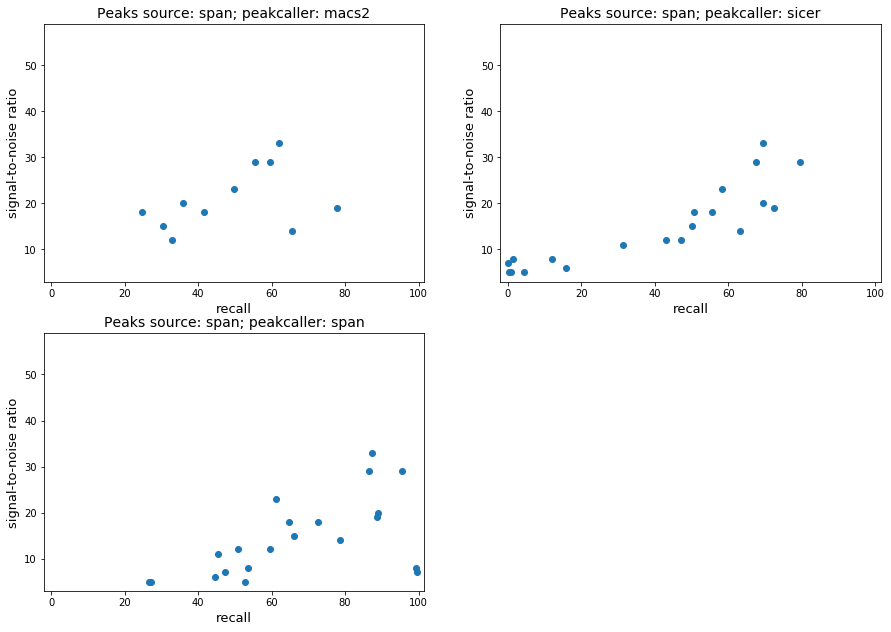 Peaks source: span; peakcaller: macs2
signal-to-noise ratio
50
40
30
20
10
0 20 40 60 80 100
recall
Peaks source: span; peakcaller: sicer
signal-to-noise ratio
50
40
30
20
10
0 20 40 60 80 100
recall
Peaks source: span; peakcaller: span
signal-to-noise ratio
50
40
30
20
10
0 20 40 60 80 100
recall